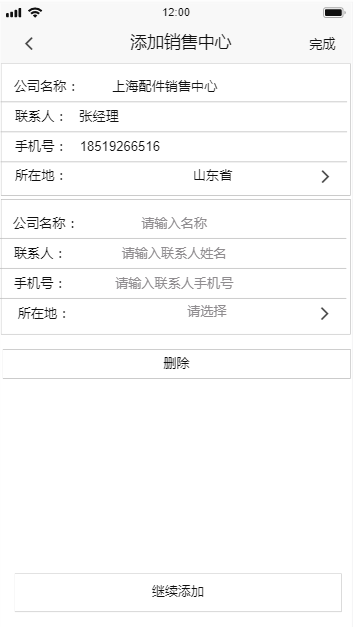 12:00
添加销售中心
完成
公司名称： 上海配件销售中心
联系人： 张经理
手机号： 18519266516
所在地： 山东省
公司名称： 请输入名称
联系人： 请输入联系人姓名
手机号： 请输入联系人手机号
所在地： 请选择
删除
继续添加